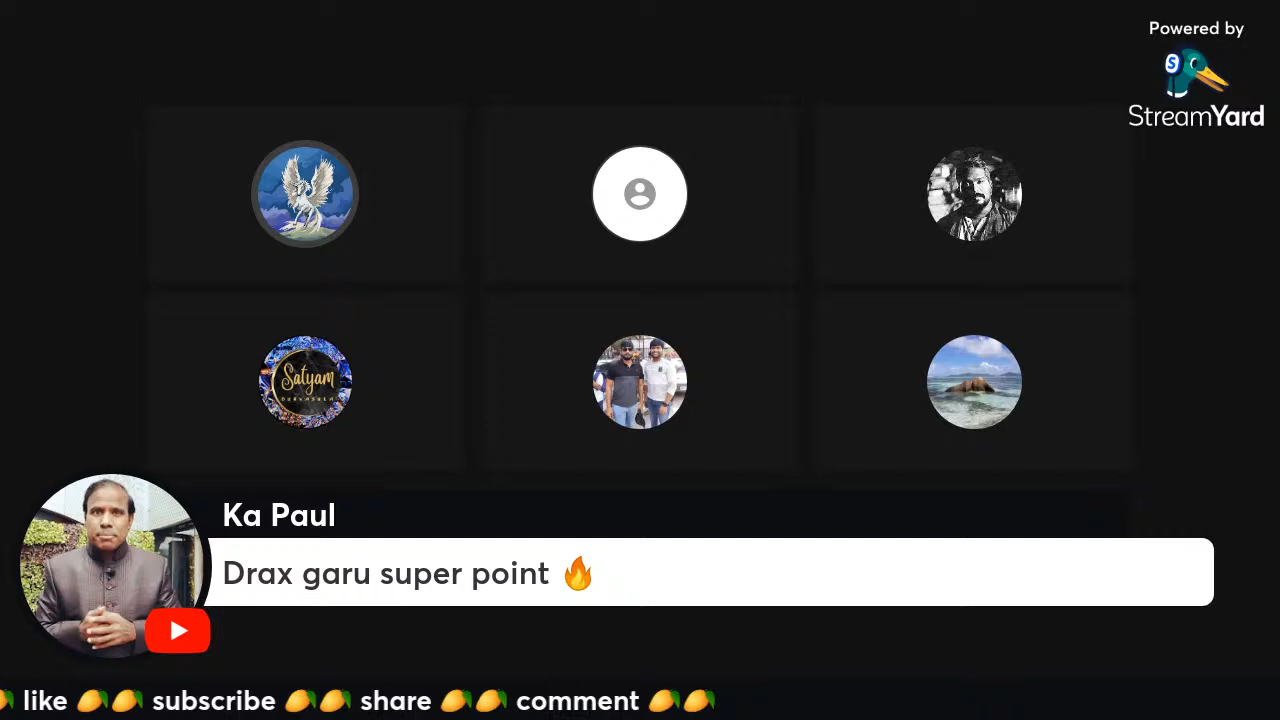 Powered by
StreamYard
Satyam
Ka Paul
Drax garu super point 🔥
🥭 like 🥭🥭 subscribe 🥭🥭 share 🥭🥭 comment 🥭🥭